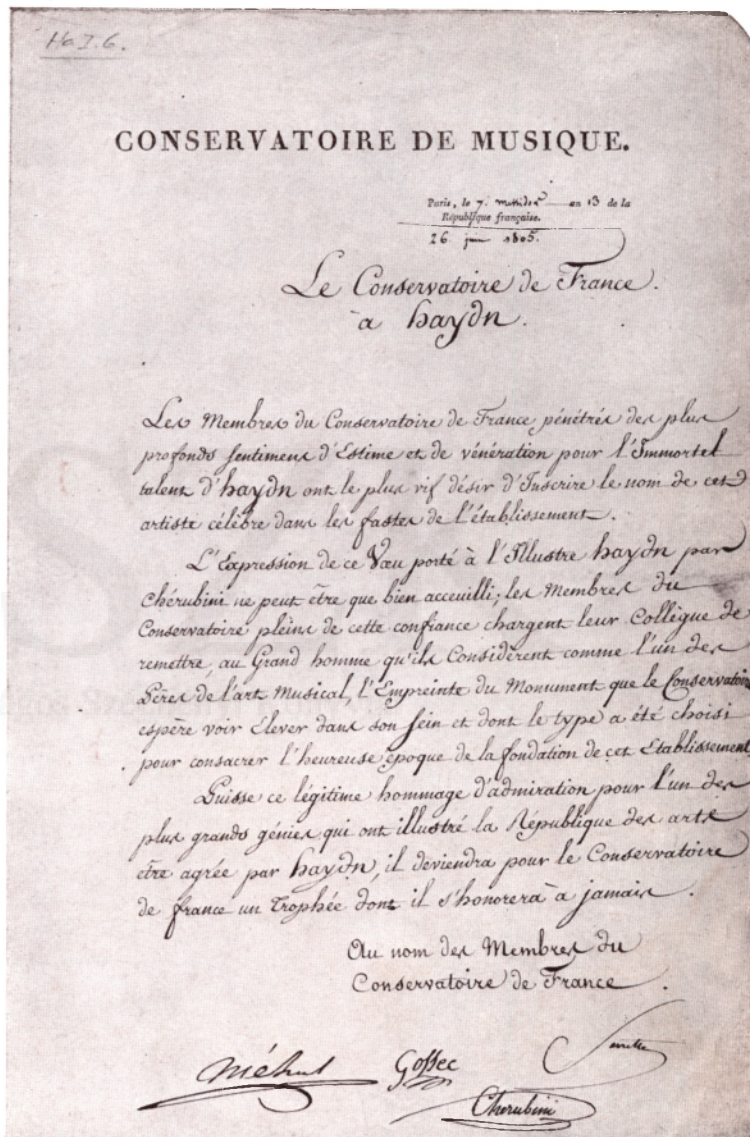 Ha I. 6.
CONSERVATOIRE DE MUSIQUE.
Paris, le 7. messidor an 13 de la
République française.
26 juin 1805.
Le Conservatoire de France.
à haydn.
Les Membres du Conservatoire de France, pénétrés des plus
profonds sentimens d'Estime et de vénération pour l'Immortel
talent d'haydn ont le plus vif désir d'Inscrire le nom de cet
artiste célèbre dans les fastes de l'établissement.
L'Expression de ce Vœu porté à l'Illustre haydn par
Chérubini ne peut être que bien acceuilli; les Membres du
Conservatoire pleins de cette confiance chargent leur Collègue de
remettre, au Grand homme qu'ils Considèrent comme l'un des
Pères de l'art Musical, l'Empreinte du Monument que le Conservatoire
espère voir Elever dans son sein et dont le type a été choisi
pour consacrer l'heureuse époque de la fondation de cet Etablissement
Puisse ce légitime hommage d'admiration pour l'un des
plus grands génies qui ont illustré la République des arts
être agréé par haydn, il deviendra pour le Conservatoire
de france un Trophée dont il s'honorera à jamais.
Au nom des Membres du
Conservatoire de France.
Méhul Gossec Sarrette
Cherubini